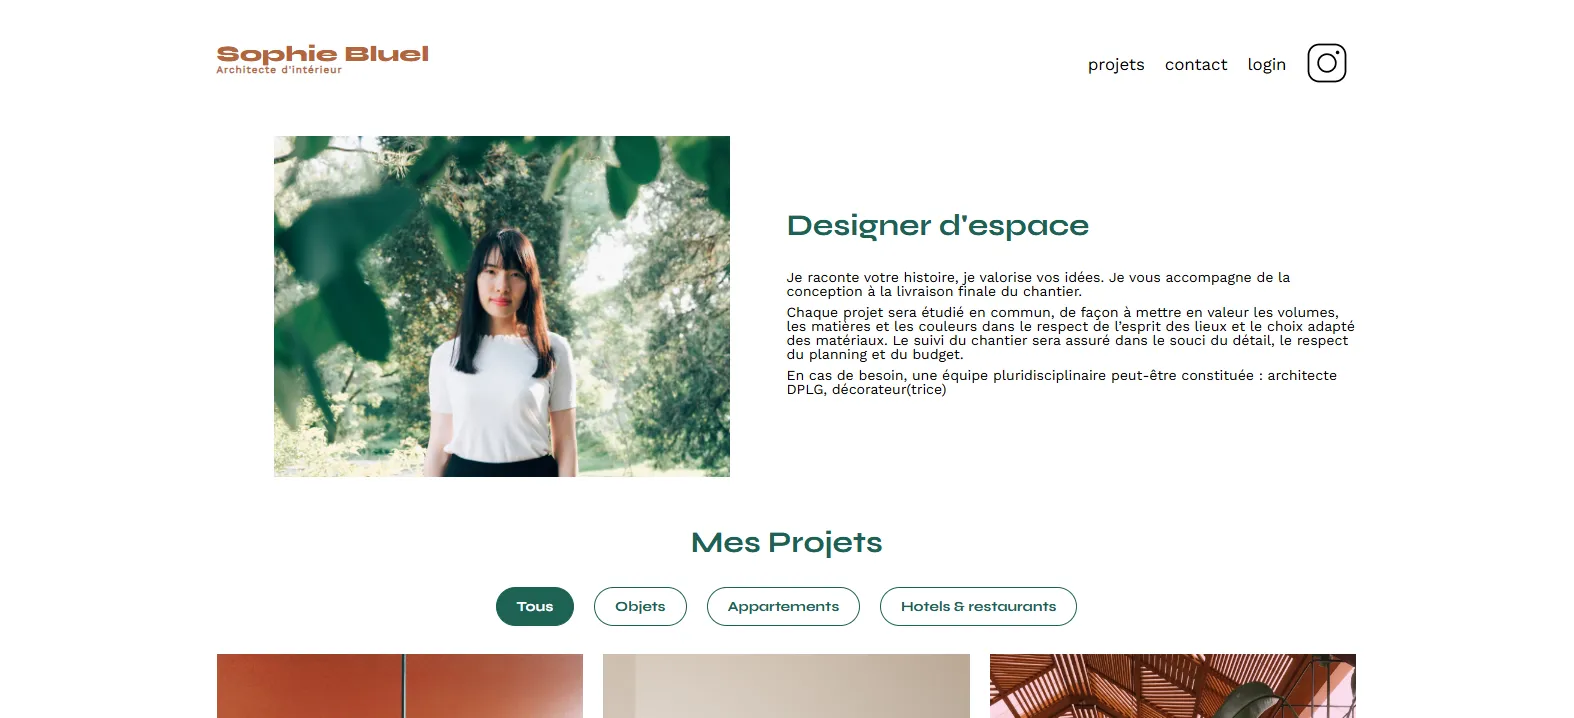 Sophie Bluel
Architecte d'intérieur
projets contact login
Designer d'espace
Je raconte votre histoire, je valorise vos idées. Je vous accompagne de la
conception à la livraison finale du chantier.
Chaque projet sera étudié en commun, de façon à mettre en valeur les volumes,
les matières et les couleurs dans le respect de l’esprit des lieux et le choix adapté
des matériaux. Le suivi du chantier sera assuré dans le souci du détail, le respect
du planning et du budget.
En cas de besoin, une équipe pluridisciplinaire peut-être constituée : architecte
DPLG, décorateur(trice)
Mes Projets
Tous Objets Appartements Hotels & restaurants